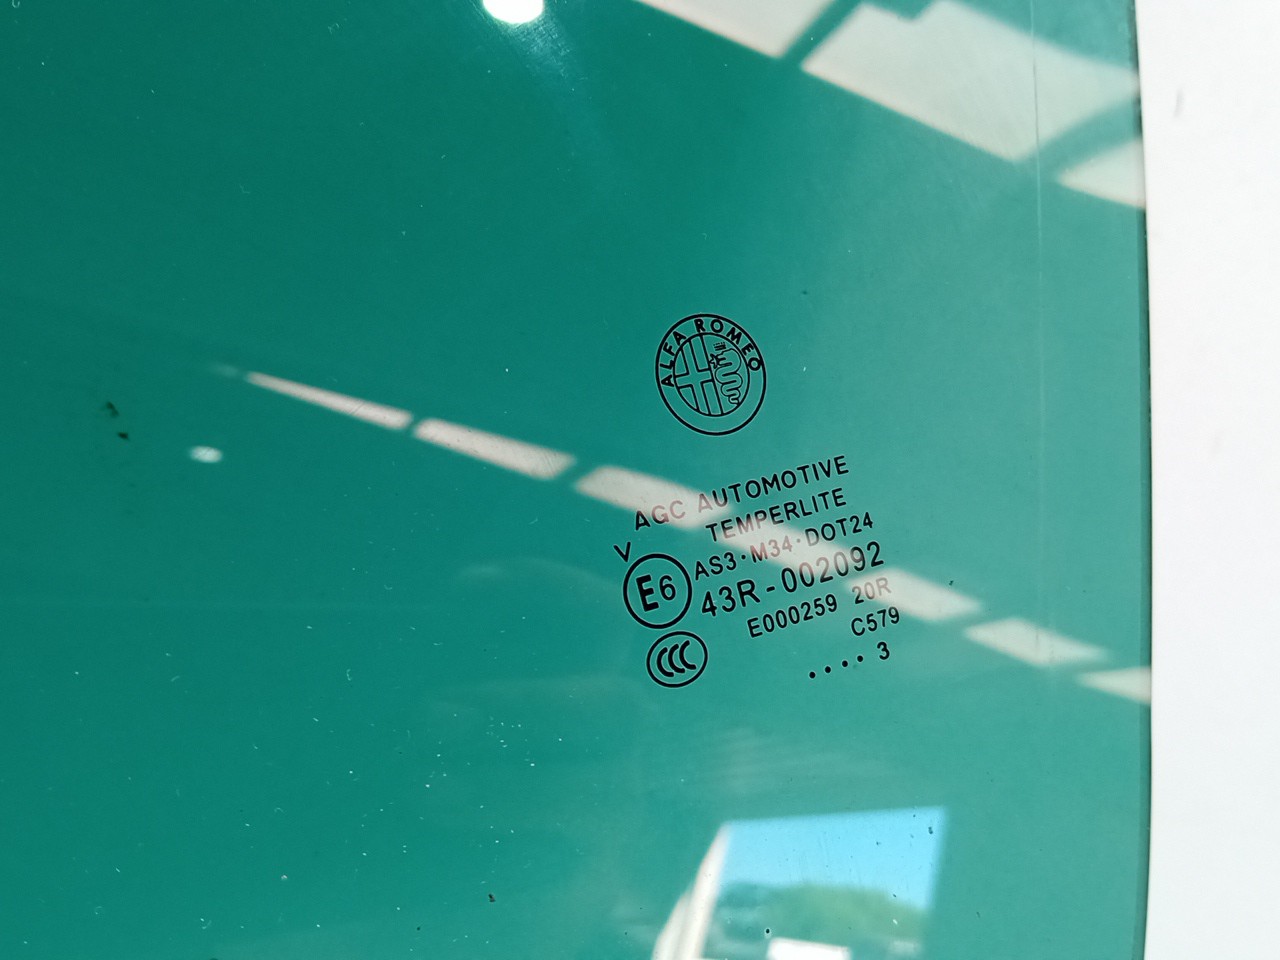 ALFA ROMEO
AGC AUTOMOTIVE
TEMPERLITE
V
AS3·M34·DOT24
E6
43R-002092
E000259 20R
CCC
C579
.... 3